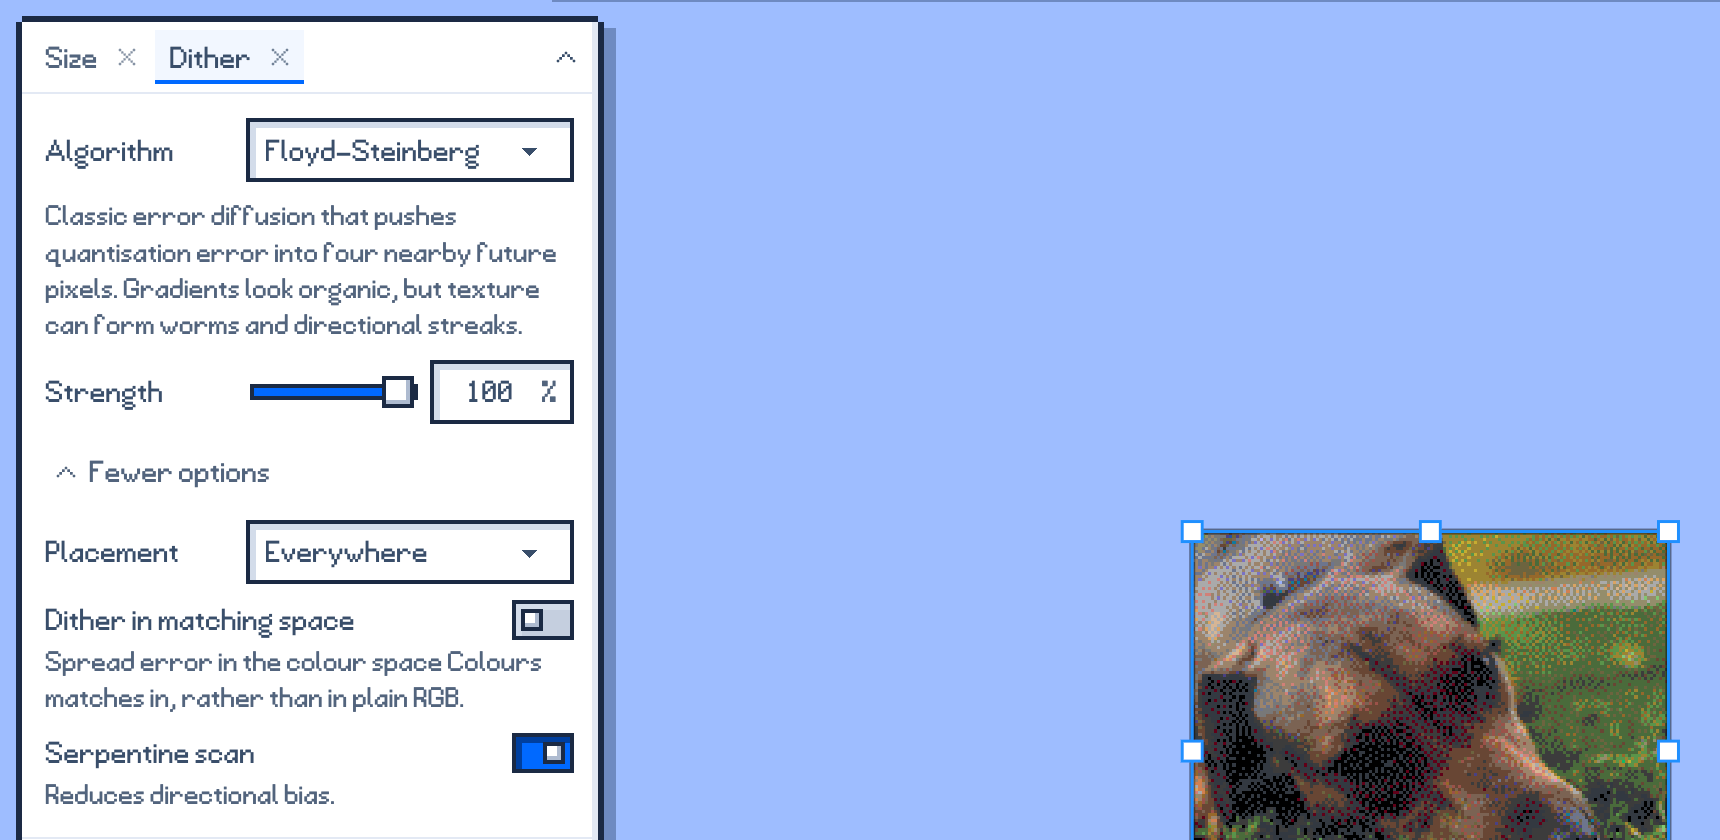 Size
Dither
Algorithm
Floyd-Steinberg
Classic error diffusion that pushes
quantisation error into four nearby future
pixels. Gradients look organic, but texture
can form worms and directional streaks.
Strength
100 %
Fewer options
Placement
Everywhere
Dither in matching space
Spread error in the colour space Colours
matches in, rather than in plain RGB.
Serpentine scan
Reduces directional bias.